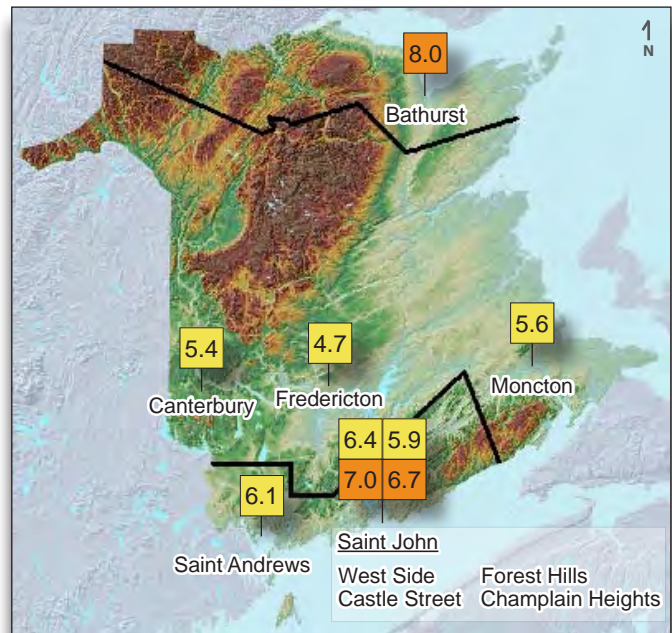 1
N
8.0
Bathurst
5.4
Canterbury
4.7
Fredericton
5.6
Moncton
6.4 5.9
7.0 6.7
6.1
Saint Andrews
Saint John
West Side Forest Hills
Castle Street Champlain Heights